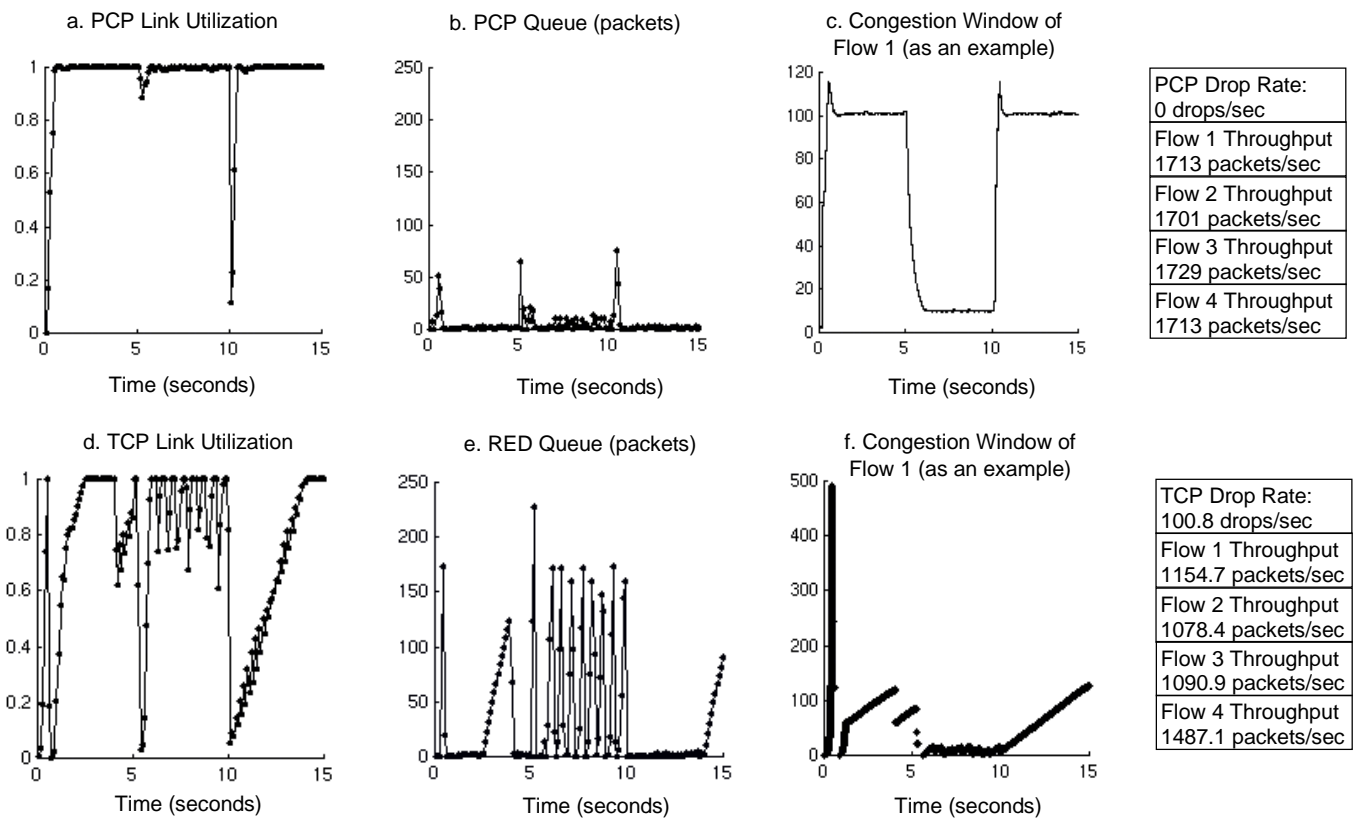 a. PCP Link Utilization
1
0.8
0.6
0.4
0.2
0
0 5 10 15
Time (seconds)
b. PCP Queue (packets)
250
200
150
100
50
0
0 5 10 15
Time (seconds)
c. Congestion Window of
Flow 1 (as an example)
120
100
80
60
40
20
0
0 5 10 15
Time (seconds)
PCP Drop Rate:
0 drops/sec
Flow 1 Throughput
1713 packets/sec
Flow 2 Throughput
1701 packets/sec
Flow 3 Throughput
1729 packets/sec
Flow 4 Throughput
1713 packets/sec
d. TCP Link Utilization
1
0.8
0.6
0.4
0.2
0
0 5 10 15
Time (seconds)
e. RED Queue (packets)
250
200
150
100
50
0
0 5 10 15
Time (seconds)
f. Congestion Window of
Flow 1 (as an example)
500
400
300
200
100
0
0 5 10 15
Time (seconds)
TCP Drop Rate:
100.8 drops/sec
Flow 1 Throughput
1154.7 packets/sec
Flow 2 Throughput
1078.4 packets/sec
Flow 3 Throughput
1090.9 packets/sec
Flow 4 Throughput
1487.1 packets/sec